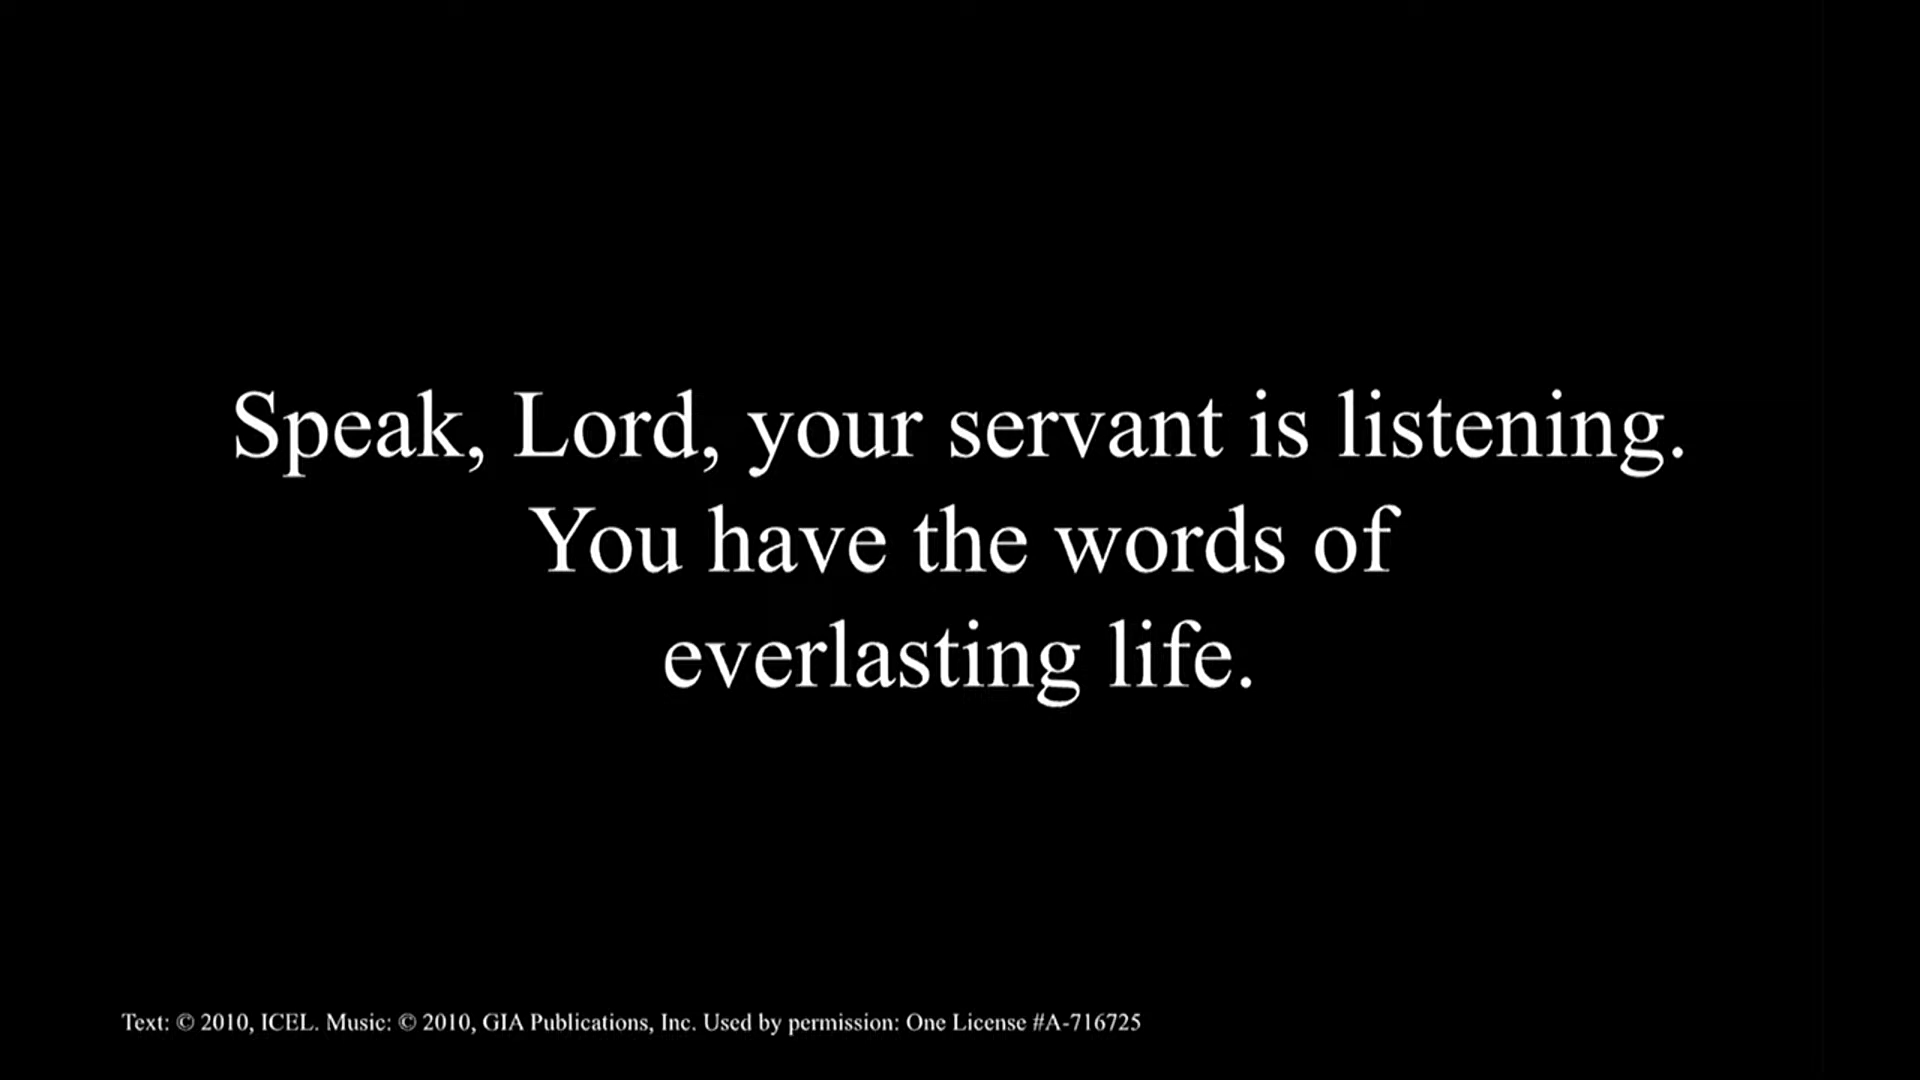 Speak, Lord, your servant is listening.
You have the words of
everlasting life.
Text: © 2010, ICEL. Music: © 2010, GIA Publications, Inc. Used by permission: One License #A-716725